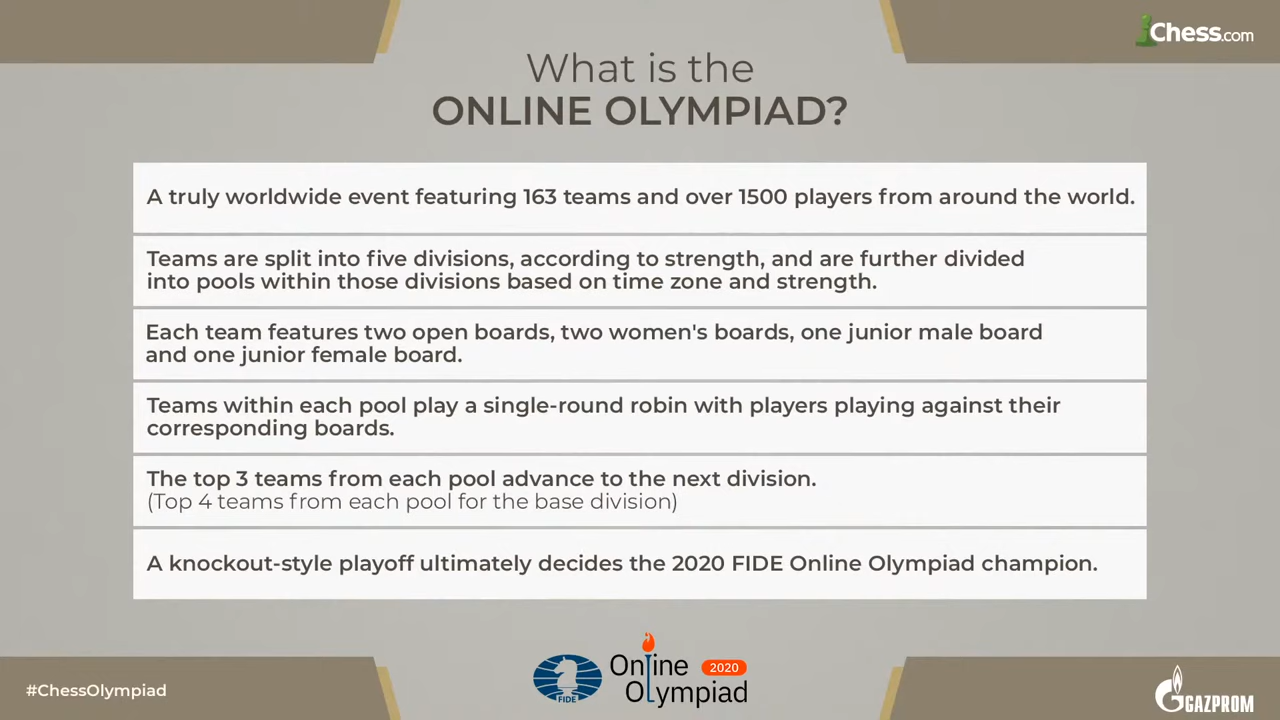 Chess.com
What is the
ONLINE OLYMPIAD?
A truly worldwide event featuring 163 teams and over 1500 players from around the world.
Teams are split into five divisions, according to strength, and are further divided
into pools within those divisions based on time zone and strength.
Each team features two open boards, two women's boards, one junior male board
and one junior female board.
Teams within each pool play a single-round robin with players playing against their
corresponding boards.
The top 3 teams from each pool advance to the next division.
(Top 4 teams from each pool for the base division)
A knockout-style playoff ultimately decides the 2020 FIDE Online Olympiad champion.
#ChessOlympiad
FIDE
Online 2020
Olympiad
GAZPROM